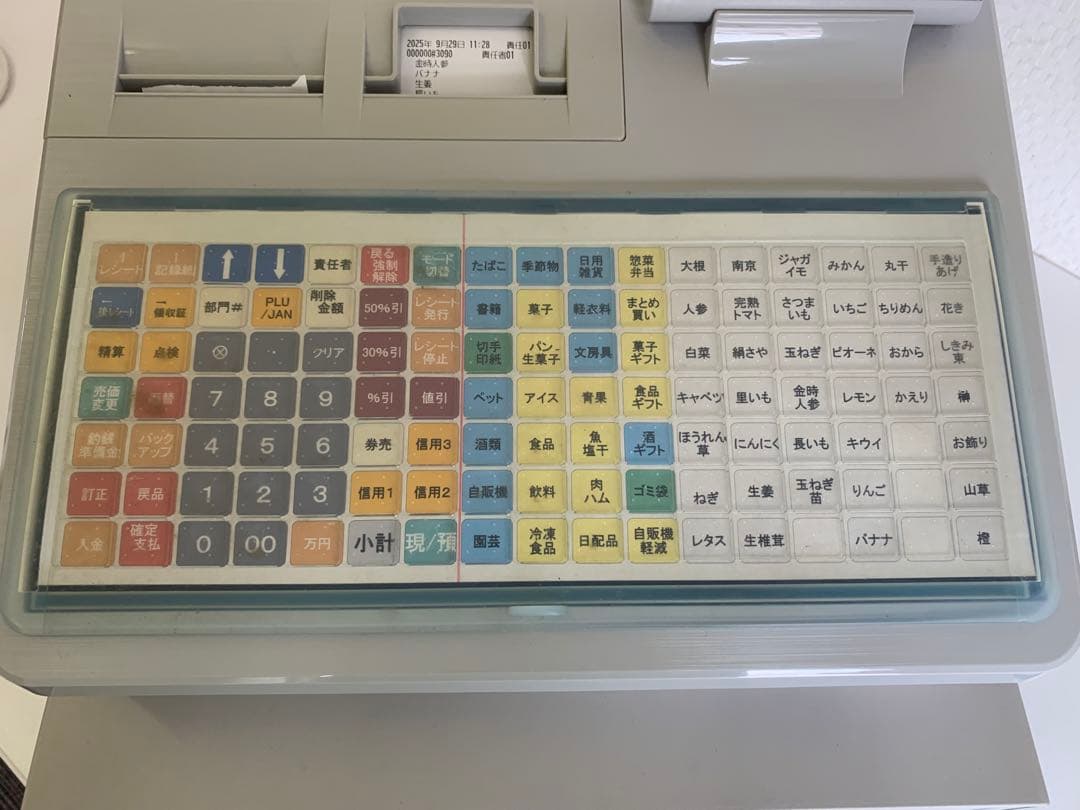 2025年 9月29日 11:28 責任01
000000#3090 責任者01
金時人参
バナナ
生姜
長いも
↑ レシート
↑ 記録紙
↑
↓
責任者
戻る 強制 解除
モード 切替
たばこ
季節物
日用 雑貨
惣菜 弁当
大根
南京
ジャガ イモ
みかん
丸干
手造り あげ
← 後レシート
→ 領収証
部門#
PLU /JAN
削除 金額
50%引
レシート 発行
書籍
菓子
軽衣料
まとめ 買い
人参
完熟 トマト
さつま いも
いちご
ちりめん
花き
精算
点検
⊗
・
クリア
30%引
レシート 停止
切手 印紙
パン 生菓子
文房具
菓子 ギフト
白菜
絹さや
玉ねぎ
ピオーネ
おから
しきみ 東
売価 変更
両替
7
8
9
%引
値引
ペット
アイス
青果
食品 ギフト
キャベツ
里いも
金時 人参
レモン
かえり
榊
釣銭 準備金
バック アップ
4
5
6
券売
信用3
酒類
食品
魚 塩干
酒 ギフト
ほうれん 草
にんにく
長いも
キウイ
お飾り
訂正
戻品
1
2
3
信用1
信用2
自販機
飲料
肉 ハム
ゴミ袋
ねぎ
生姜
玉ねぎ 苗
りんご
山草
入金
確定 支払
0
00
万円
小計
現/預
園芸
冷凍 食品
日配品
自販機 軽減
レタス
生椎茸
バナナ
橙